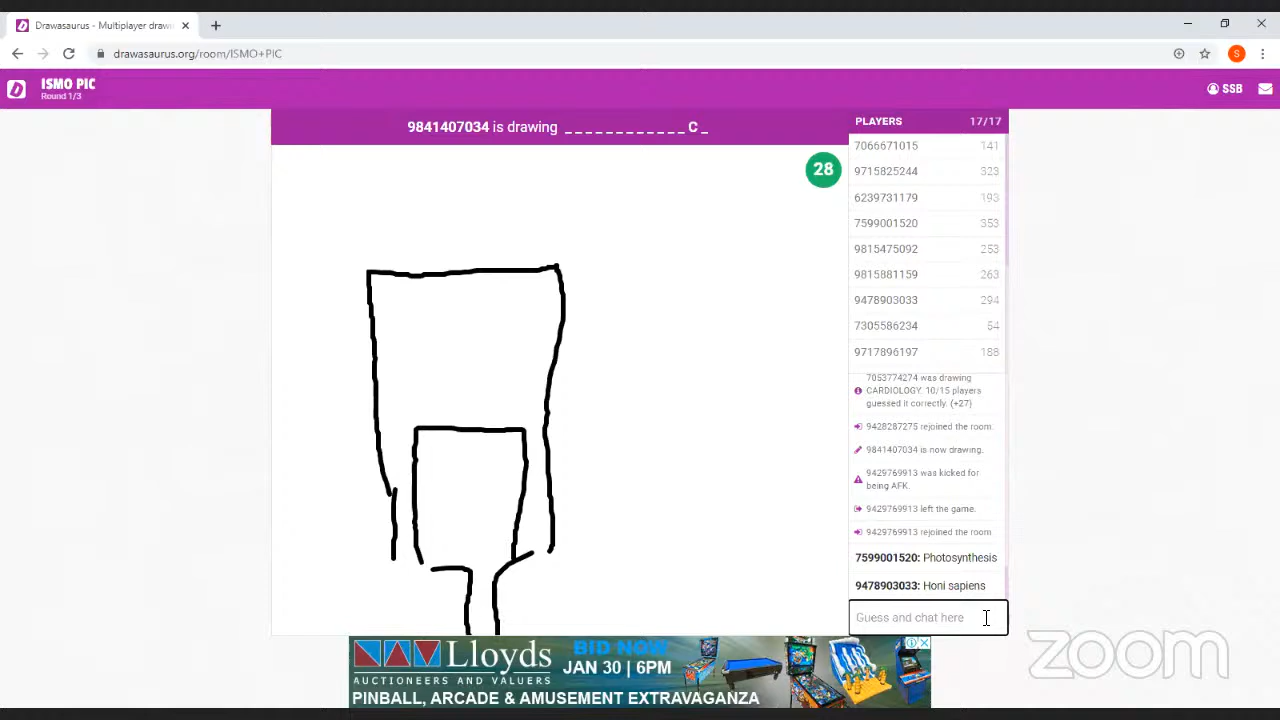 Drawasaurus - Multiplayer draw
drawasaurus.org/room/ISMO+PIC
S
ISMO PIC
Round 1/3
SSB
9841407034 is drawing _ _ _ _ _ _ _ _ _ _ _ _ C _
28
PLAYERS 17/17
7066671015 141
9715825244 323
6239731179 193
7599001520 353
9815475092 253
9815881159 263
9478903033 294
7305586234 54
9717896197 188
7053774274 was drawing
CARDIOLOGY. 10/15 players
guessed it correctly. (+27)
9428287275 rejoined the room.
9841407034 is now drawing.
9429769913 was kicked for
being AFK.
9429769913 left the game.
9429769913 rejoined the room
7599001520: Photosynthesis
9478903033: Honi sapiens
Guess and chat here
Lloyds
AUCTIONEERS AND VALUERS
BID NOW
JAN 30 | 6PM
PINBALL, ARCADE & AMUSEMENT EXTRAVAGANZA
zoom